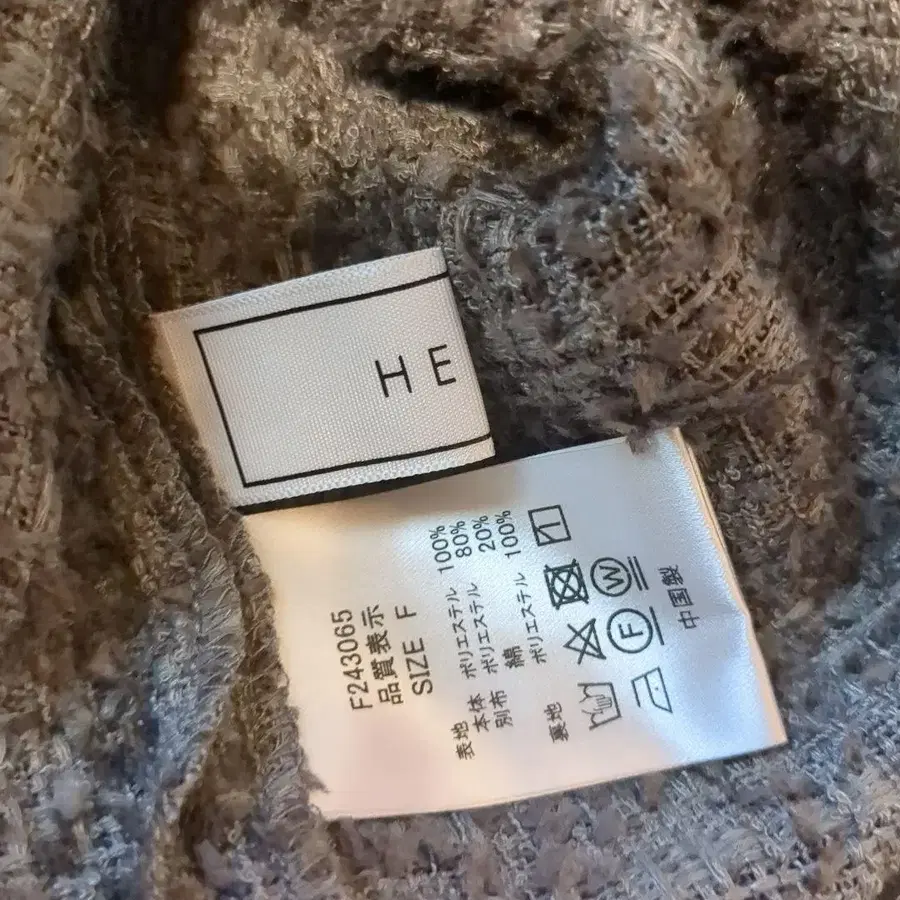 HE
F243065
品質表示
SIZE F
表地
本体 ポリエステル 100%
別布 ポリエステル 80%
綿 20%
裏地 ポリエステル 100%
W
F
中国製